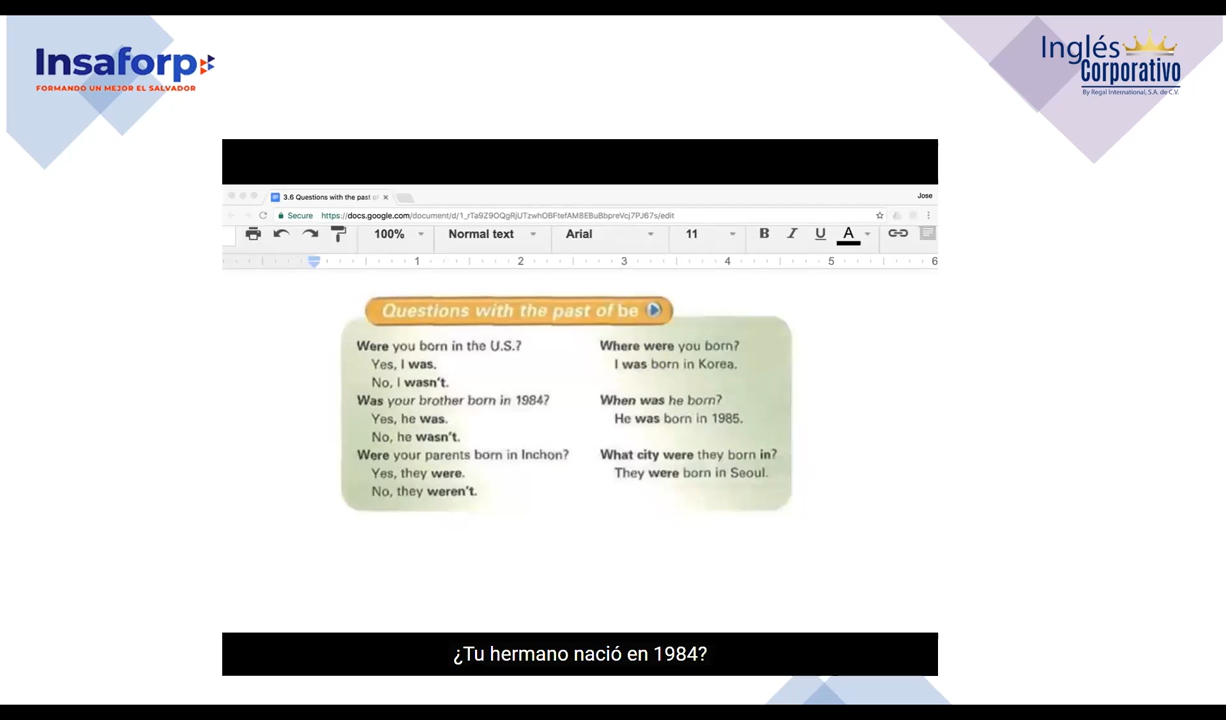 Insaforp
FORMANDO UN MEJOR EL SALVADOR
Inglés
Corporativo
By Regal International, S.A. de C.V.
3.6 Questions with the past of
Jose
Secure https://docs.google.com/document/d/1_rTa9Z9OQgRjUTzwhOBFtefAM8EBuBbpreVcj7PJ67s/edit
100% Normal text Arial 11 B I U A
1 2 3 4 5 6
Questions with the past of be
Were you born in the U.S.?
Yes, I was.
No, I wasn't.
Was your brother born in 1984?
Yes, he was.
No, he wasn't.
Were your parents born in Inchon?
Yes, they were.
No, they weren't.
Where were you born?
I was born in Korea.
When was he born?
He was born in 1985.
What city were they born in?
They were born in Seoul.
¿Tu hermano nació en 1984?